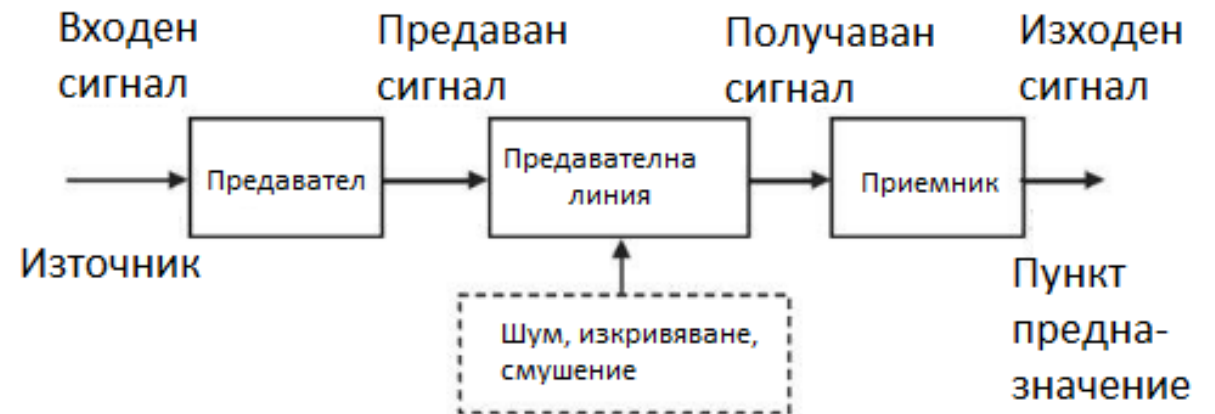 Входен
сигнал
Предаван
сигнал
Получаван
сигнал
Изходен
сигнал
Предавател
Предавателна
линия
Приемник
Източник
Пункт
предна-
значение
Шум, изкривяване,
смушение